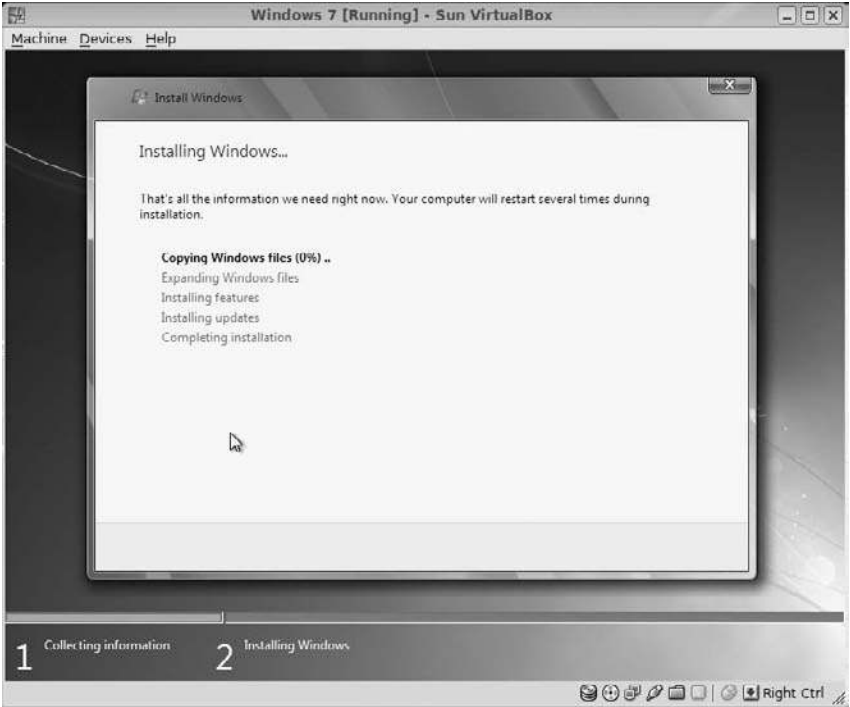 Windows 7 [Running] - Sun VirtualBox
Machine Devices Help
Install Windows
Installing Windows...
That's all the information we need right now. Your computer will restart several times during
installation.
Copying Windows files (0%) ..
Expanding Windows files
Installing features
Installing updates
Completing installation
1 Collecting information 2 Installing Windows
Right Ctrl